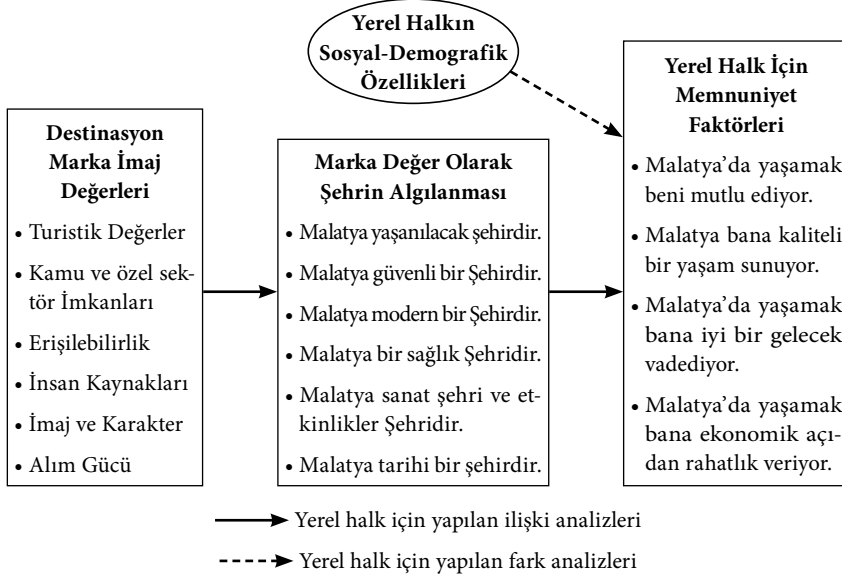 Yerel Halkın
Sosyal-Demografik
Özellikleri
Destinasyon
Marka İmaj
Değerleri
• Turistik Değerler
• Kamu ve özel sek-
tör İmkanları
• Erişilebilirlik
• İnsan Kaynakları
• İmaj ve Karakter
• Alım Gücü
Marka Değer Olarak
Şehrin Algılanması
• Malatya yaşanılacak şehirdir.
• Malatya güvenli bir Şehirdir.
• Malatya modern bir Şehirdir.
• Malatya bir sağlık Şehridir.
• Malatya sanat şehri ve et-
kinlikler Şehridir.
• Malatya tarihi bir şehirdir.
Yerel Halk İçin
Memnuniyet
Faktörleri
• Malatya’da yaşamak
beni mutlu ediyor.
• Malatya bana kaliteli
bir yaşam sunuyor.
• Malatya’da yaşamak
bana iyi bir gelecek
vadediyor.
• Malatya’da yaşamak
bana ekonomik açı-
dan rahatlık veriyor.
Yerel halk için yapılan ilişki analizleri
Yerel halk için yapılan fark analizleri